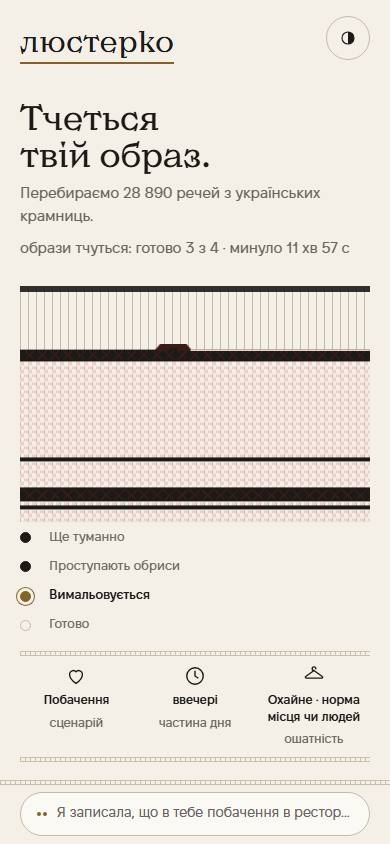 люстерко
Тчеться
твій образ.
Перебираємо 28 890 речей з українських
крамниць.
образи тчуться: готово 3 з 4 · минуло 11 хв 57 с
Ще туманно
Проступають обриси
Вимальовується
Готово
Побачення
сценарій
ввечері
частина дня
Охайне · норма
місця чи людей
ошатність
Я записала, що в тебе побачення в рестор...